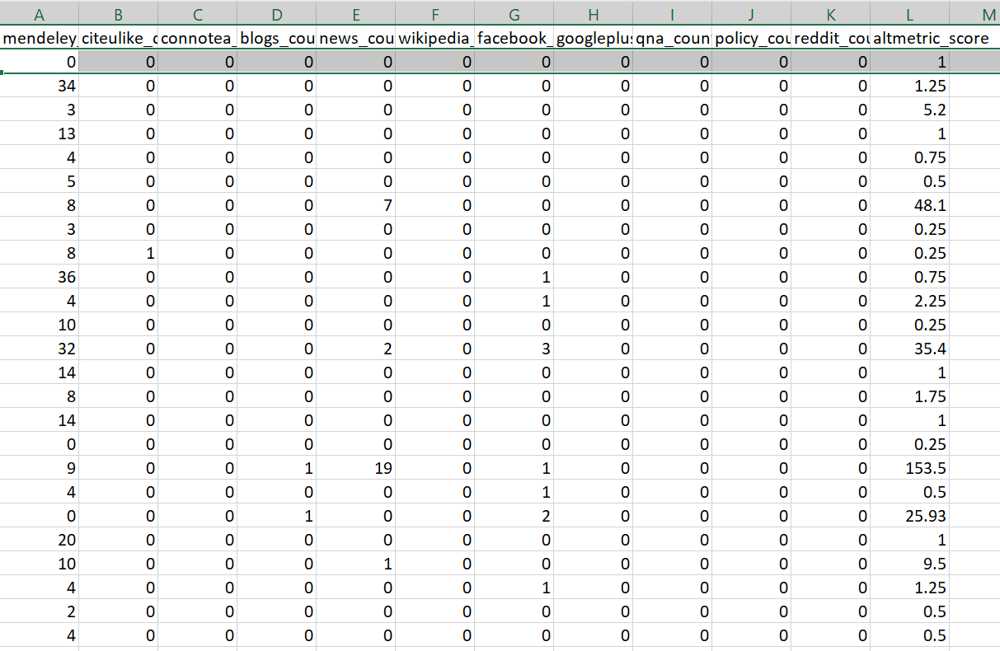 A B C D E F G H I J K L M
mendeley_ citeulike_c connotea_ blogs_cou news_cou wikipedia_ facebook_ googleplus qna_coun policy_cou reddit_cou altmetric_score
0 0 0 0 0 0 0 0 0 0 0 1
34 0 0 0 0 0 0 0 0 0 0 1.25
3 0 0 0 0 0 0 0 0 0 0 5.2
13 0 0 0 0 0 0 0 0 0 0 1
4 0 0 0 0 0 0 0 0 0 0 0.75
5 0 0 0 0 0 0 0 0 0 0 0.5
8 0 0 0 7 0 0 0 0 0 0 48.1
3 0 0 0 0 0 0 0 0 0 0 0.25
8 1 0 0 0 0 0 0 0 0 0 0.25
36 0 0 0 0 0 1 0 0 0 0 0.75
4 0 0 0 0 0 1 0 0 0 0 2.25
10 0 0 0 0 0 0 0 0 0 0 0.25
32 0 0 0 2 0 3 0 0 0 0 35.4
14 0 0 0 0 0 0 0 0 0 0 1
8 0 0 0 0 0 0 0 0 0 0 1.75
14 0 0 0 0 0 0 0 0 0 0 1
0 0 0 0 0 0 0 0 0 0 0 0.25
9 0 0 1 19 0 1 0 0 0 0 153.5
4 0 0 0 0 0 1 0 0 0 0 0.5
0 0 0 1 0 0 2 0 0 0 0 25.93
20 0 0 0 0 0 0 0 0 0 0 1
10 0 0 0 1 0 0 0 0 0 0 9.5
4 0 0 0 0 0 1 0 0 0 0 1.25
2 0 0 0 0 0 0 0 0 0 0 0.5
4 0 0 0 0 0 0 0 0 0 0 0.5